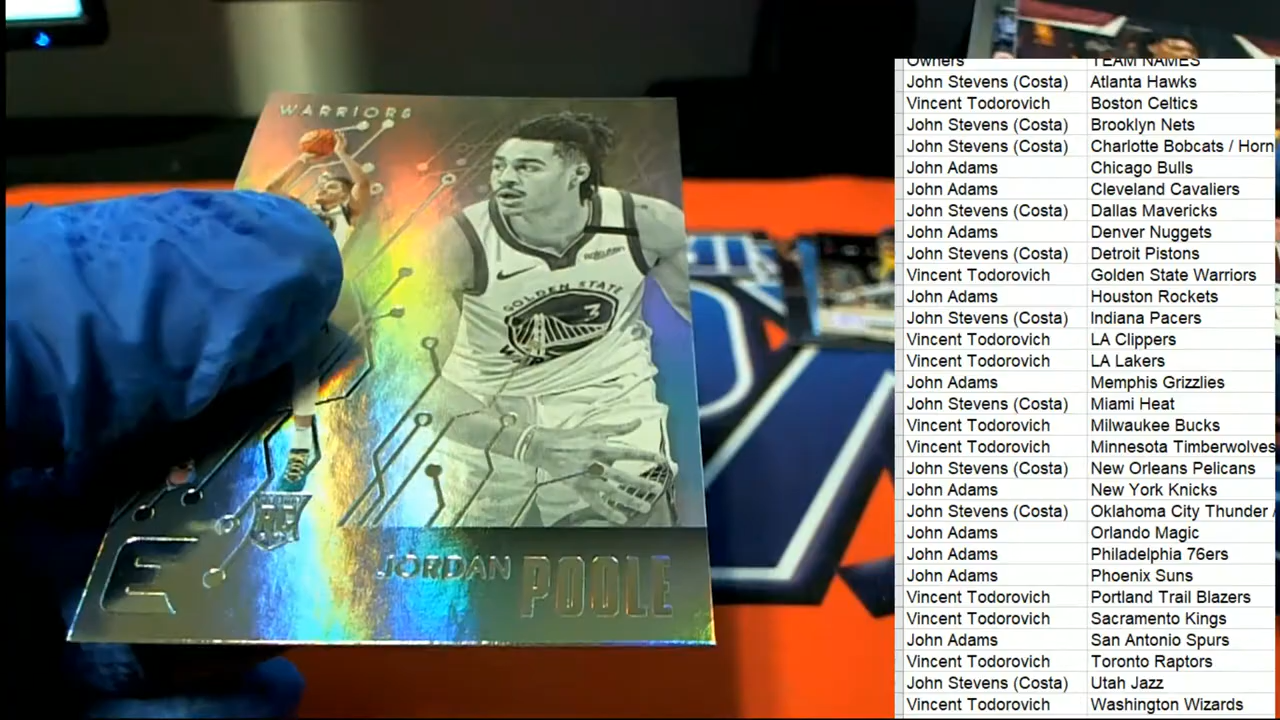 WARRIORS
rakuten
GOLDEN STATE
3
RC
E
JORDAN POOLE
Owners TEAM NAMES
John Stevens (Costa) Atlanta Hawks
Vincent Todorovich Boston Celtics
John Stevens (Costa) Brooklyn Nets
John Stevens (Costa) Charlotte Bobcats / Horn
John Adams Chicago Bulls
John Adams Cleveland Cavaliers
John Stevens (Costa) Dallas Mavericks
John Adams Denver Nuggets
John Stevens (Costa) Detroit Pistons
Vincent Todorovich Golden State Warriors
John Adams Houston Rockets
John Stevens (Costa) Indiana Pacers
Vincent Todorovich LA Clippers
Vincent Todorovich LA Lakers
John Adams Memphis Grizzlies
John Stevens (Costa) Miami Heat
Vincent Todorovich Milwaukee Bucks
Vincent Todorovich Minnesota Timberwolves
John Stevens (Costa) New Orleans Pelicans
John Adams New York Knicks
John Stevens (Costa) Oklahoma City Thunder /
John Adams Orlando Magic
John Adams Philadelphia 76ers
John Adams Phoenix Suns
Vincent Todorovich Portland Trail Blazers
Vincent Todorovich Sacramento Kings
John Adams San Antonio Spurs
Vincent Todorovich Toronto Raptors
John Stevens (Costa) Utah Jazz
Vincent Todorovich Washington Wizards